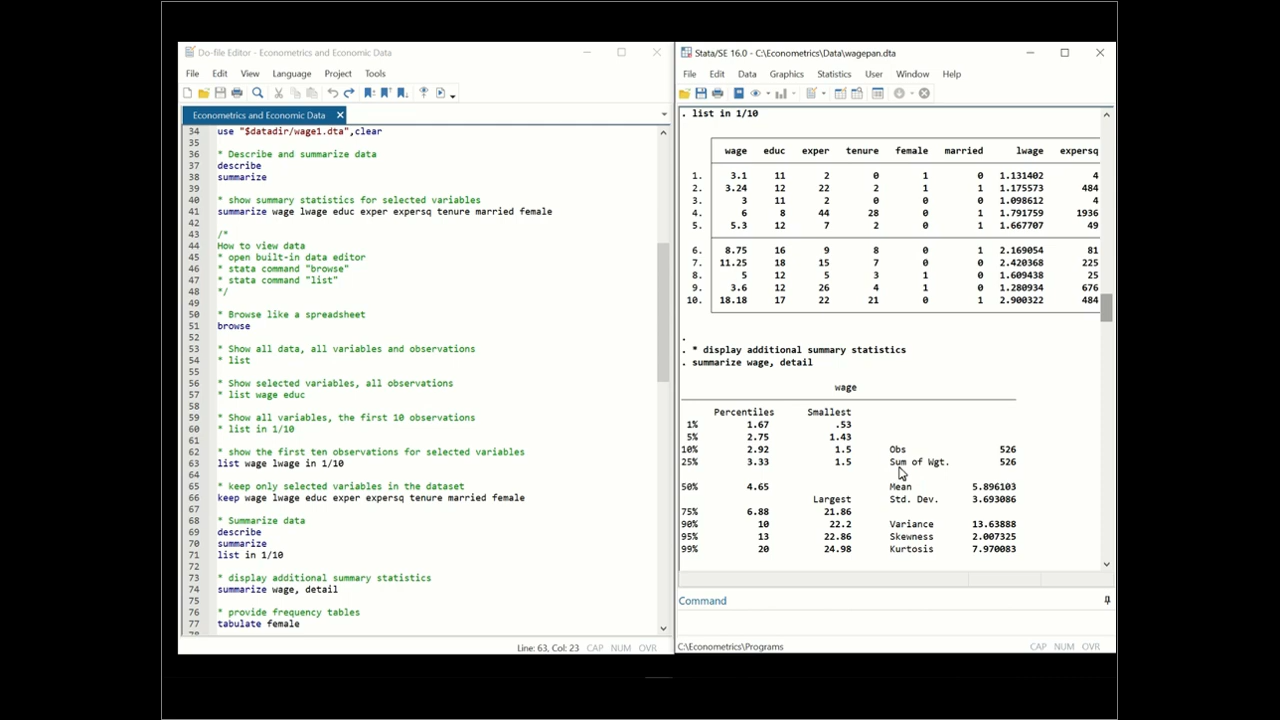 Do-file Editor - Econometrics and Economic Data
File Edit View Language Project Tools
Econometrics and Economic Data
34 use "$datadir/wage1.dta",clear
35
36 * Describe and summarize data
37 describe
38 summarize
39
40 * show summary statistics for selected variables
41 summarize wage lwage educ exper expersq tenure married female
42
43 /*
44 How to view data
45 * open built-in data editor
46 * stata command "browse"
47 * stata command "list"
48 */
49
50 * Browse like a spreadsheet
51 browse
52
53 * Show all data, all variables and observations
54 * list
55
56 * Show selected variables, all observations
57 * list wage educ
58
59 * Show all variables, the first 10 observations
60 * list in 1/10
61
62 * show the first ten observations for selected variables
63 list wage lwage in 1/10
64
65 * keep only selected variables in the dataset
66 keep wage lwage educ exper expersq tenure married female
67
68 * Summarize data
69 describe
70 summarize
71 list in 1/10
72
73 * display additional summary statistics
74 summarize wage, detail
75
76 * provide frequency tables
77 tabulate female
Line: 63, Col: 23 CAP NUM OVR
Stata/SE 16.0 - C:\Econometrics\Data\wagepan.dta
File Edit Data Graphics Statistics User Window Help
. list in 1/10
wage educ exper tenure female married lwage expersq
1. 3.1 11 2 0 1 0 1.131402 4
2. 3.24 12 22 2 1 1 1.175573 484
3. 3 11 2 0 0 0 1.098612 4
4. 6 8 44 28 0 1 1.791759 1936
5. 5.3 12 7 2 0 1 1.667707 49
6. 8.75 16 9 8 0 1 2.169054 81
7. 11.25 18 15 7 0 0 2.420368 225
8. 5 12 5 3 1 0 1.609438 25
9. 3.6 12 26 4 1 0 1.280934 676
10. 18.18 17 22 21 0 1 2.900322 484
.
. * display additional summary statistics
. summarize wage, detail
wage
Percentiles Smallest
1% 1.67 .53
5% 2.75 1.43
10% 2.92 1.5 Obs 526
25% 3.33 1.5 Sum of Wgt. 526
50% 4.65 Mean 5.896103
Largest Std. Dev. 3.693086
75% 6.88 21.86
90% 10 22.2 Variance 13.63888
95% 13 22.86 Skewness 2.007325
99% 20 24.98 Kurtosis 7.970083
Command
C:\Econometrics\Programs CAP NUM OVR